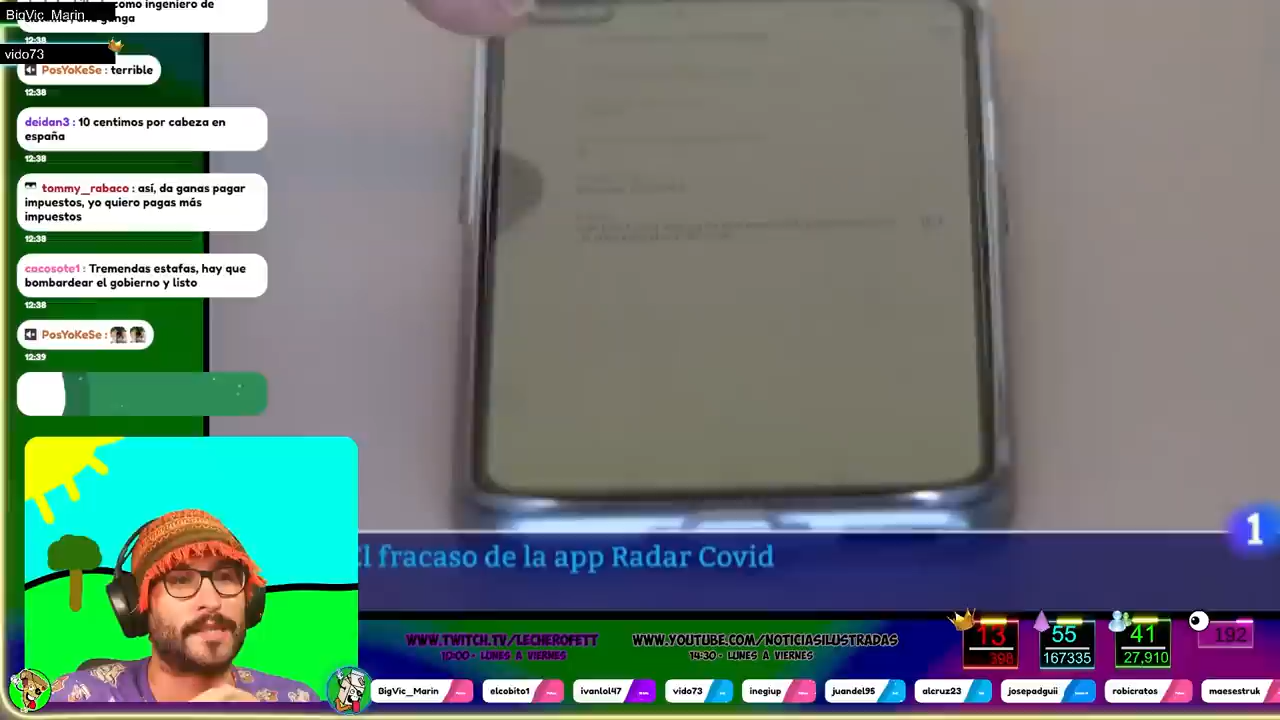 como ingeniero de
BigVic_Marin
ganga
12:38
vido73
PosYoKeSe : terrible
12:38
deidan3 : 10 centimos por cabeza en
españa
12:38
tommy_rabaco : así, da ganas pagar
impuestos, yo quiero pagas más
impuestos
12:38
cacosote1 : Tremendas estafas, hay que
bombardear el gobierno y listo
12:38
PosYoKeSe :
12:39
El fracaso de la app Radar Covid
1
WWW.TWITCH.TV/LECHEROFETT
10:00 - LUNES A VIERNES
WWW.YOUTUBE.COM/NOTICIASILUSTRADAS
14:30 - LUNES A VIERNES
13
398
55
167335
41
27,910
192
BigVic_Marin
elcobito1
ivanlol47
vido73
inegiup
juandel95
alcruz23
josepadguii
robicratos
maesestruk